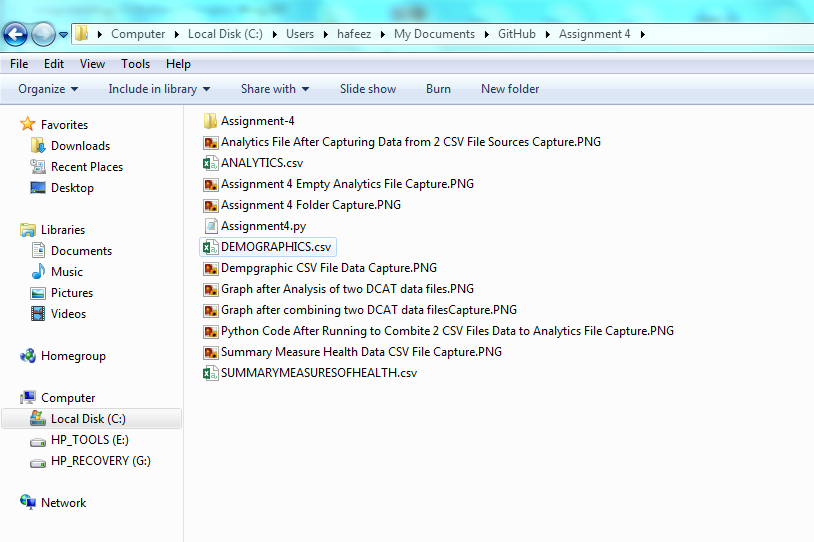 Computer Local Disk (C:) Users hafeez My Documents GitHub Assignment 4
File Edit View Tools Help
Organize Include in library Share with Slide show Burn New folder
Favorites
Downloads
Recent Places
Desktop
Libraries
Documents
Music
Pictures
Videos
Homegroup
Computer
Local Disk (C:)
HP_TOOLS (E:)
HP_RECOVERY (G:)
Network
Assignment-4
Analytics File After Capturing Data from 2 CSV File Sources Capture.PNG
ANALYTICS.csv
Assignment 4 Empty Analytics File Capture.PNG
Assignment 4 Folder Capture.PNG
Assignment4.py
DEMOGRAPHICS.csv
Dempgraphic CSV File Data Capture.PNG
Graph after Analysis of two DCAT data files.PNG
Graph after combining two DCAT data filesCapture.PNG
Python Code After Running to Combite 2 CSV Files Data to Analytics File Capture.PNG
Summary Measure Health Data CSV File Capture.PNG
SUMMARYMEASURESOFHEALTH.csv